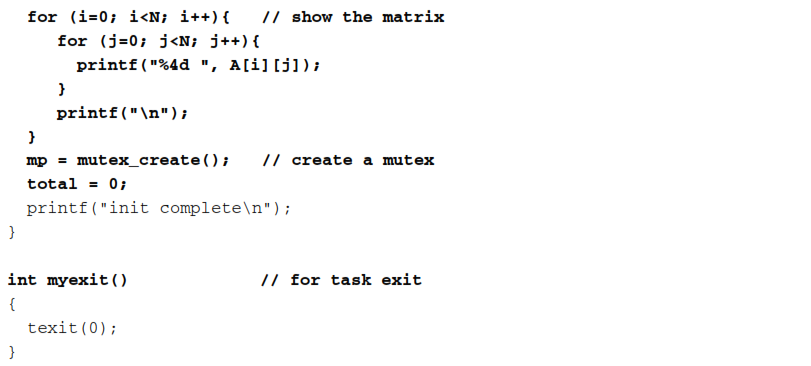 for (i=0; i<N; i++){   // show the matrix
for (j=0; j<N; j++){
printf("%4d ", A[i][j]);
}
printf("\n");
}
mp = mutex_create();   // create a mutex
total = 0;
printf("init complete\n");
}
int myexit()             // for task exit
{
texit(0);
}